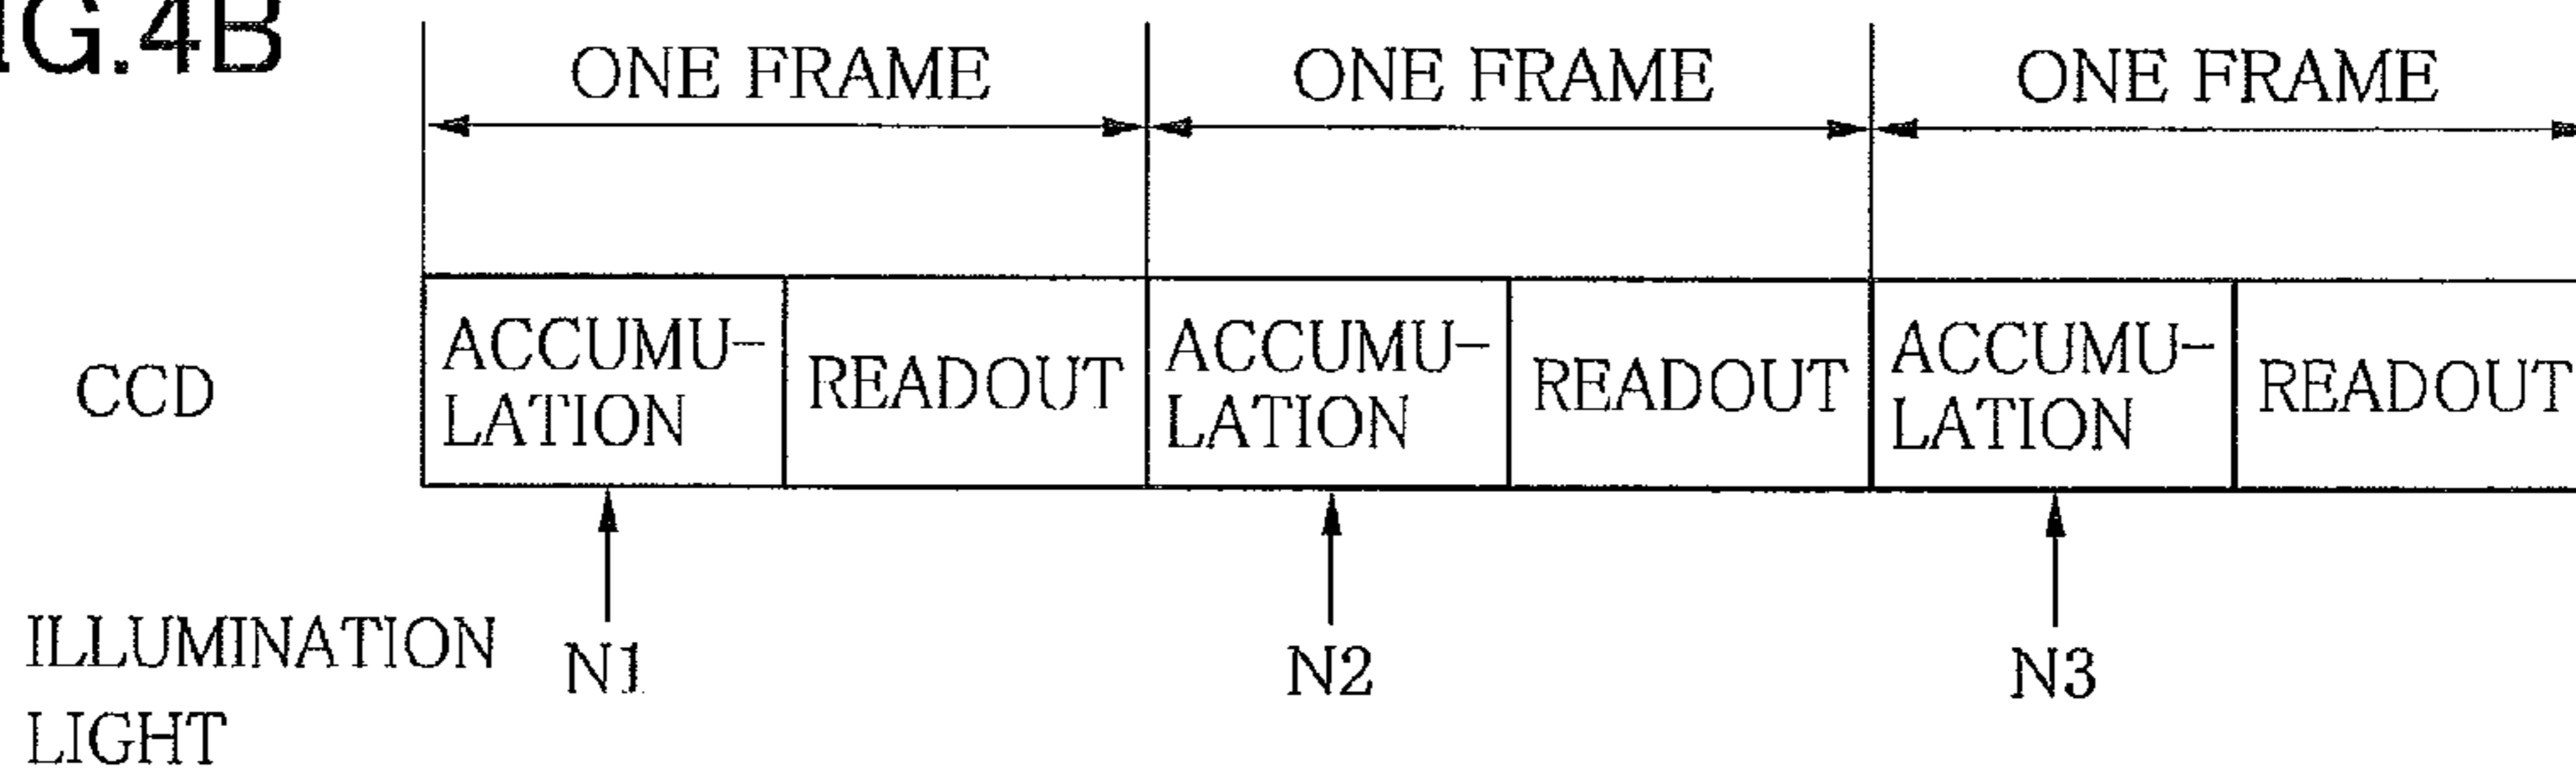 IG.4B
ONE FRAME ONE FRAME ONE FRAME
CCD
ACCUMU-
LATION
READOUT
ACCUMU-
LATION
READOUT
ACCUMU-
LATION
READOUT
ILLUMINATION
LIGHT
N1 N2 N3